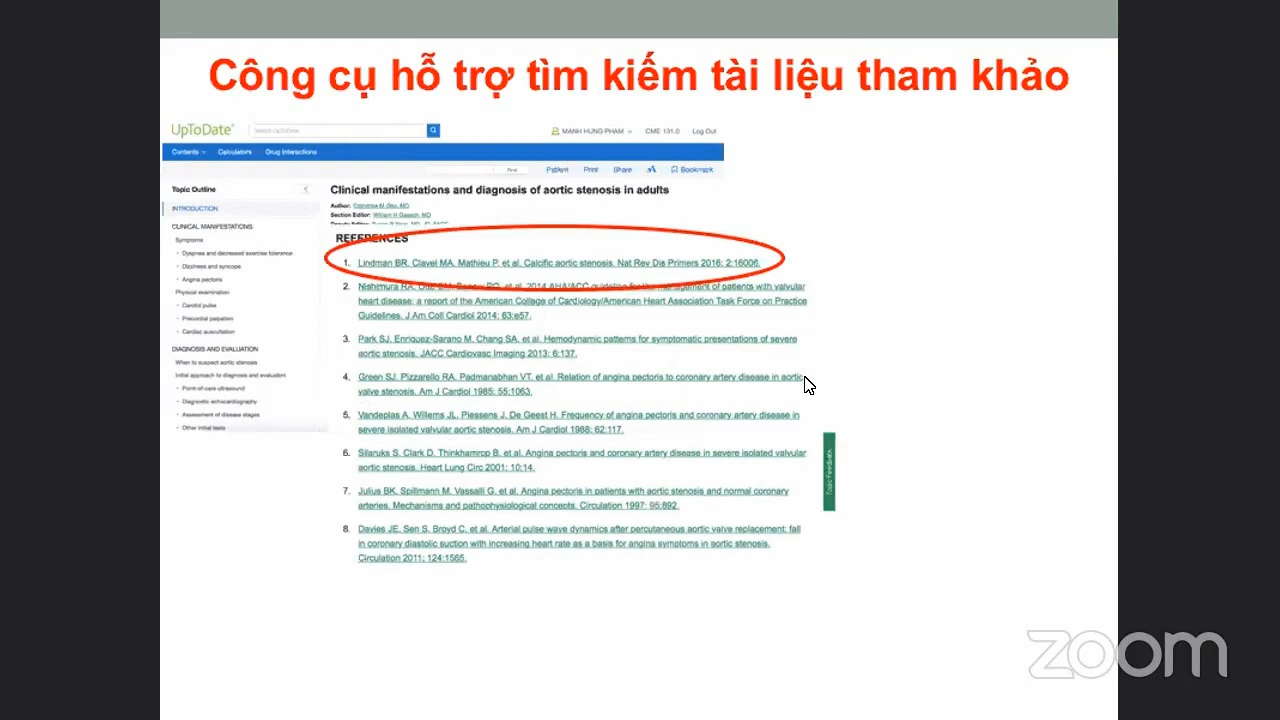 Công cụ hỗ trợ tìm kiếm tài liệu tham khảo
UpToDate®
Search UpToDate
MANH HUNG PHAM
CME 131.0
Log Out
Contents
Calculators
Drug Interactions
Find
Patient
Print
Share
AA
Bookmark
Topic Outline
INTRODUCTION
CLINICAL MANIFESTATIONS
Symptoms
• Dyspnea and decreased exercise tolerance
• Dizziness and syncope
• Angina pectoris
Physical examination
• Carotid pulse
• Precordial palpation
• Cardiac auscultation
DIAGNOSIS AND EVALUATION
When to suspect aortic stenosis
Initial approach to diagnosis and evaluation
• Point-of-care ultrasound
• Diagnostic echocardiography
• Assessment of disease stages
• Other initial tests
Clinical manifestations and diagnosis of aortic stenosis in adults
Author: Catherine M Otto, MD
Section Editor: William H Gaasch, MD
REFERENCES
1. Lindman BR, Clavel MA, Mathieu P, et al. Calcific aortic stenosis. Nat Rev Dis Primers 2016; 2:16006.
2. Nishimura RA, Otto CM, Bonow RO, et al. 2014 AHA/ACC guideline for the management of patients with valvular
heart disease: a report of the American College of Cardiology/American Heart Association Task Force on Practice
Guidelines. J Am Coll Cardiol 2014; 63:e57.
3. Park SJ, Enriquez-Sarano M, Chang SA, et al. Hemodynamic patterns for symptomatic presentations of severe
aortic stenosis. JACC Cardiovasc Imaging 2013; 6:137.
4. Green SJ, Pizzarello RA, Padmanabhan VT, et al. Relation of angina pectoris to coronary artery disease in aortic
valve stenosis. Am J Cardiol 1985; 55:1063.
5. Vandeplas A, Willems JL, Piessens J, De Geest H. Frequency of angina pectoris and coronary artery disease in
severe isolated valvular aortic stenosis. Am J Cardiol 1988; 62:117.
6. Silaruks S, Clark D, Thinkhamrop B, et al. Angina pectoris and coronary artery disease in severe isolated valvular
aortic stenosis. Heart Lung Circ 2001; 10:14.
7. Julius BK, Spillmann M, Vassalli G, et al. Angina pectoris in patients with aortic stenosis and normal coronary
arteries. Mechanisms and pathophysiological concepts. Circulation 1997; 95:892.
8. Davies JE, Sen S, Broyd C, et al. Arterial pulse wave dynamics after percutaneous aortic valve replacement: fall
in coronary diastolic suction with increasing heart rate as a basis for angina symptoms in aortic stenosis.
Circulation 2011; 124:1565.
Topic Feedback
zoom